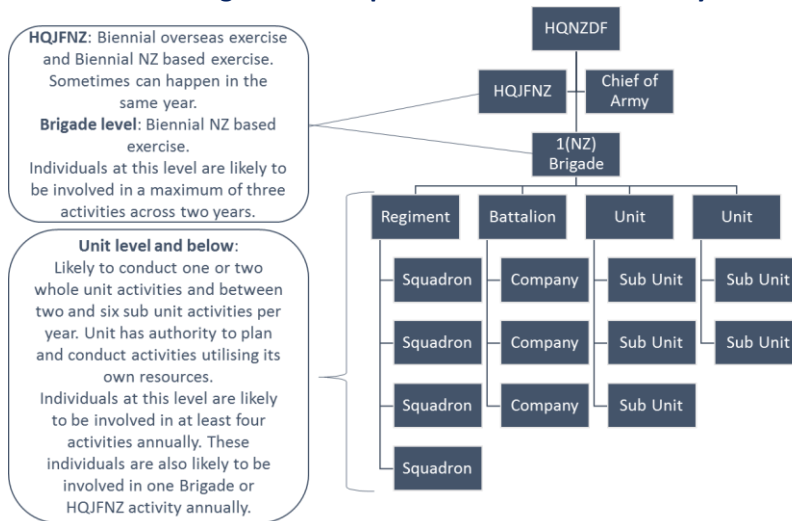 HQJFNZ: Biennial overseas exercise
and Biennial NZ based exercise.
Sometimes can happen in the
same year.
Brigade level: Biennial NZ based
exercise.
Individuals at this level are likely to
be involved in a maximum of three
activities across two years.
Unit level and below:
Likely to conduct one or two
whole unit activities and between
two and six sub unit activities per
year. Unit has authority to plan
and conduct activities utilising its
own resources.
Individuals at this level are likely
to be involved in at least four
activities annually. These
individuals are also likely to be
involved in one Brigade or
HQJFNZ activity annually.
HQNZDF
HQJFNZ
Chief of
Army
1(NZ)
Brigade
Regiment
Battalion
Unit
Unit
Squadron
Company
Sub Unit
Sub Unit
Squadron
Company
Sub Unit
Sub Unit
Squadron
Company
Sub Unit
Squadron